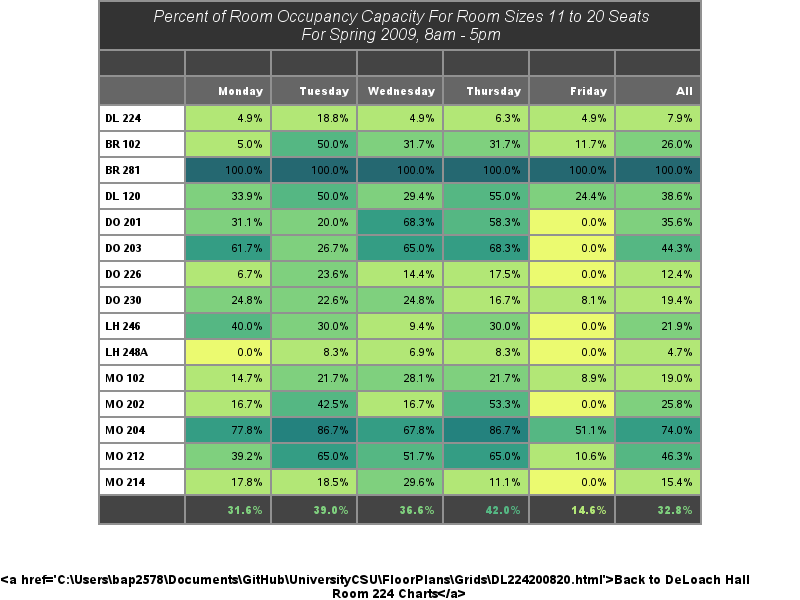 Percent of Room Occupancy Capacity For Room Sizes 11 to 20 Seats
For Spring 2009, 8am - 5pm
Monday Tuesday Wednesday Thursday Friday All
DL 224 4.9% 18.8% 4.9% 6.3% 4.9% 7.9%
BR 102 5.0% 50.0% 31.7% 31.7% 11.7% 26.0%
BR 281 100.0% 100.0% 100.0% 100.0% 100.0% 100.0%
DL 120 33.9% 50.0% 29.4% 55.0% 24.4% 38.6%
DO 201 31.1% 20.0% 68.3% 58.3% 0.0% 35.6%
DO 203 61.7% 26.7% 65.0% 68.3% 0.0% 44.3%
DO 226 6.7% 23.6% 14.4% 17.5% 0.0% 12.4%
DO 230 24.8% 22.6% 24.8% 16.7% 8.1% 19.4%
LH 246 40.0% 30.0% 9.4% 30.0% 0.0% 21.9%
LH 248A 0.0% 8.3% 6.9% 8.3% 0.0% 4.7%
MO 102 14.7% 21.7% 28.1% 21.7% 8.9% 19.0%
MO 202 16.7% 42.5% 16.7% 53.3% 0.0% 25.8%
MO 204 77.8% 86.7% 67.8% 86.7% 51.1% 74.0%
MO 212 39.2% 65.0% 51.7% 65.0% 10.6% 46.3%
MO 214 17.8% 18.5% 29.6% 11.1% 0.0% 15.4%
31.6% 39.0% 36.6% 42.0% 14.6% 32.8%
<a href='C:\Users\bap2578\Documents\GitHub\UniversityCSU\FloorPlans\Grids\DL224200820.html'>Back to DeLoach Hall
Room 224 Charts</a>